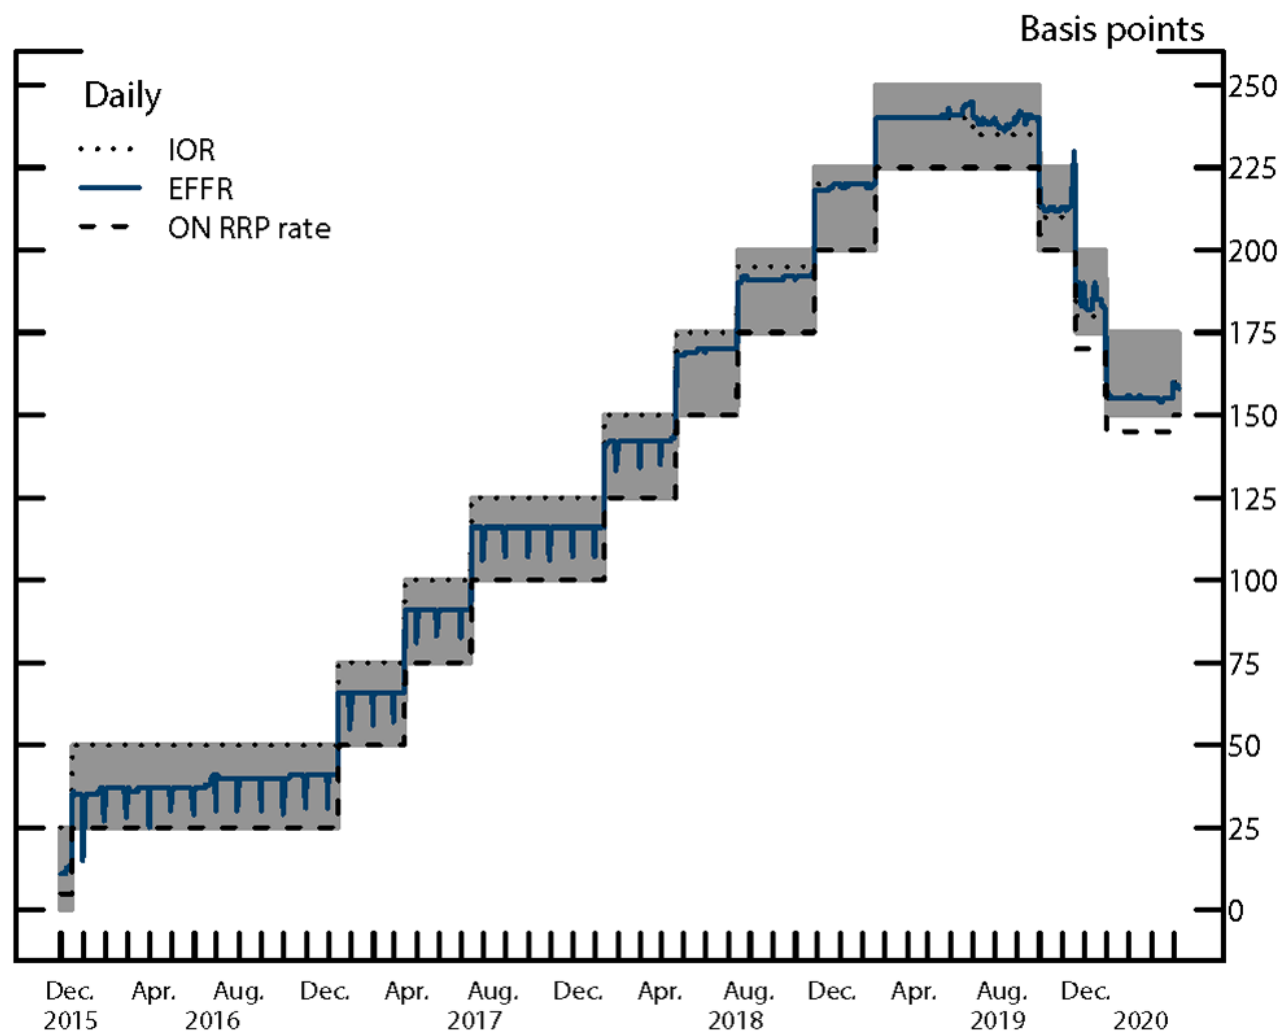 Basis points
Daily
IOR
EFFR
ON RRP rate
250
225
200
175
150
125
100
75
50
25
0
Dec. Apr. Aug. Dec. Apr. Aug. Dec. Apr. Aug. Dec. Apr. Aug. Dec.
2015 2016 2017 2018 2019 2020